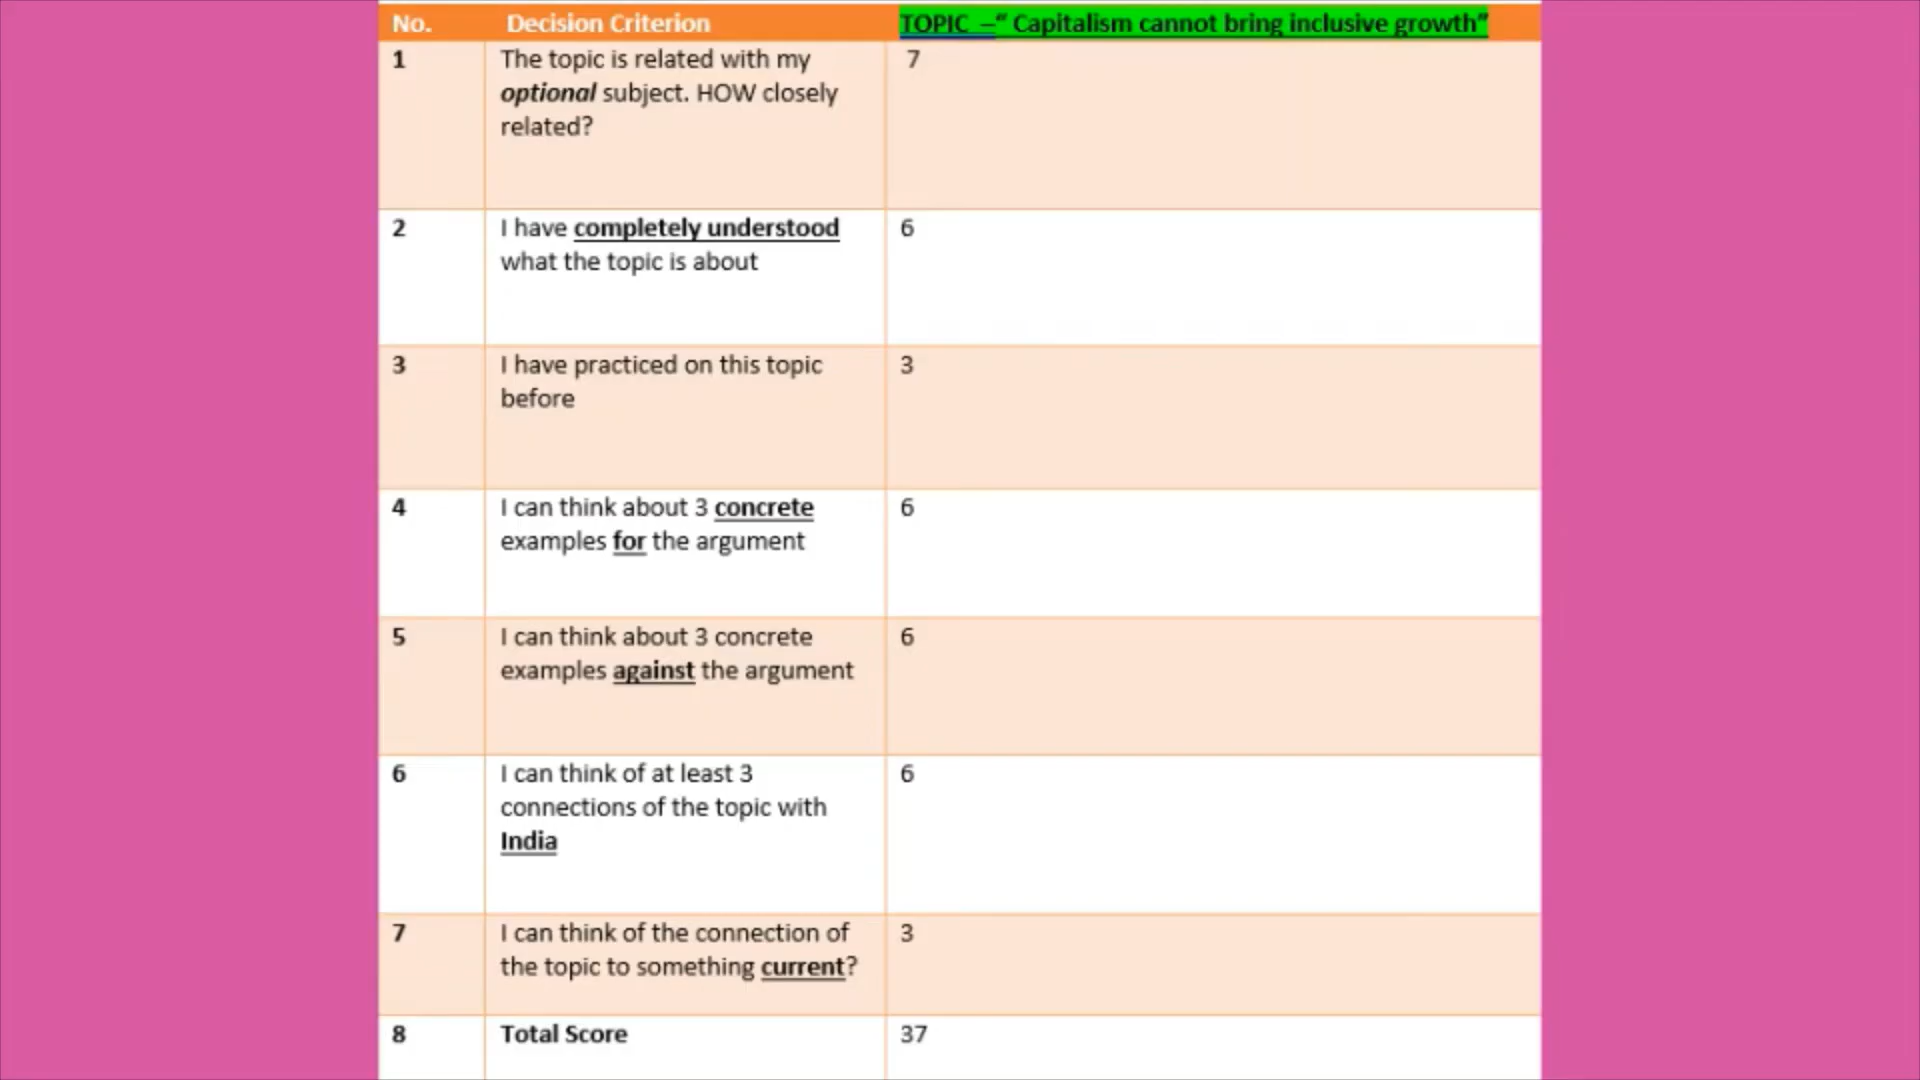 No. Decision Criterion TOPIC –“ Capitalism cannot bring inclusive growth”
1 The topic is related with my 7
optional subject. HOW closely
related?
2 I have completely understood 6
what the topic is about
3 I have practiced on this topic 3
before
4 I can think about 3 concrete 6
examples for the argument
5 I can think about 3 concrete 6
examples against the argument
6 I can think of at least 3 6
connections of the topic with
India
7 I can think of the connection of 3
the topic to something current?
8 Total Score 37